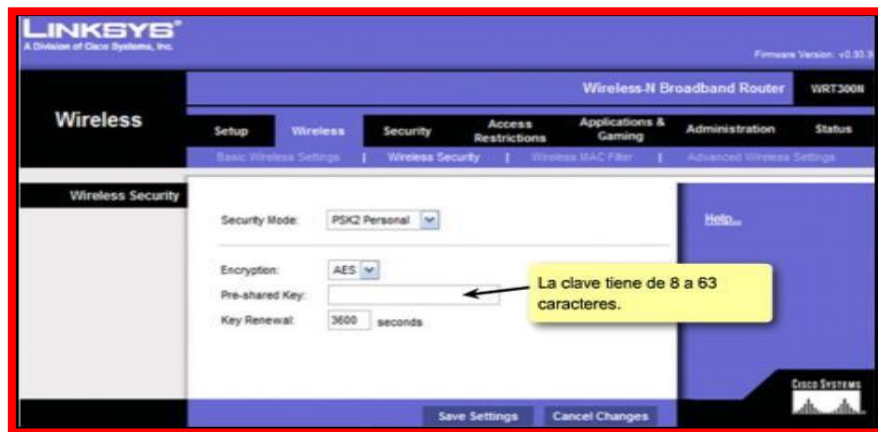 LINKSYS®
A Division of Cisco Systems, Inc.
Firmware Version: v0.93.3
Wireless-N Broadband Router WRT300N
Wireless
Setup Wireless Security Access Restrictions Applications & Gaming Administration Status
Basic Wireless Settings | Wireless Security | Wireless MAC Filter | Advanced Wireless Settings
Wireless Security
Security Mode: PSK2 Personal
Help...
Encryption: AES
Pre-shared Key:
Key Renewal: 3600 seconds
La clave tiene de 8 a 63
caracteres.
CISCO SYSTEMS
Save Settings Cancel Changes